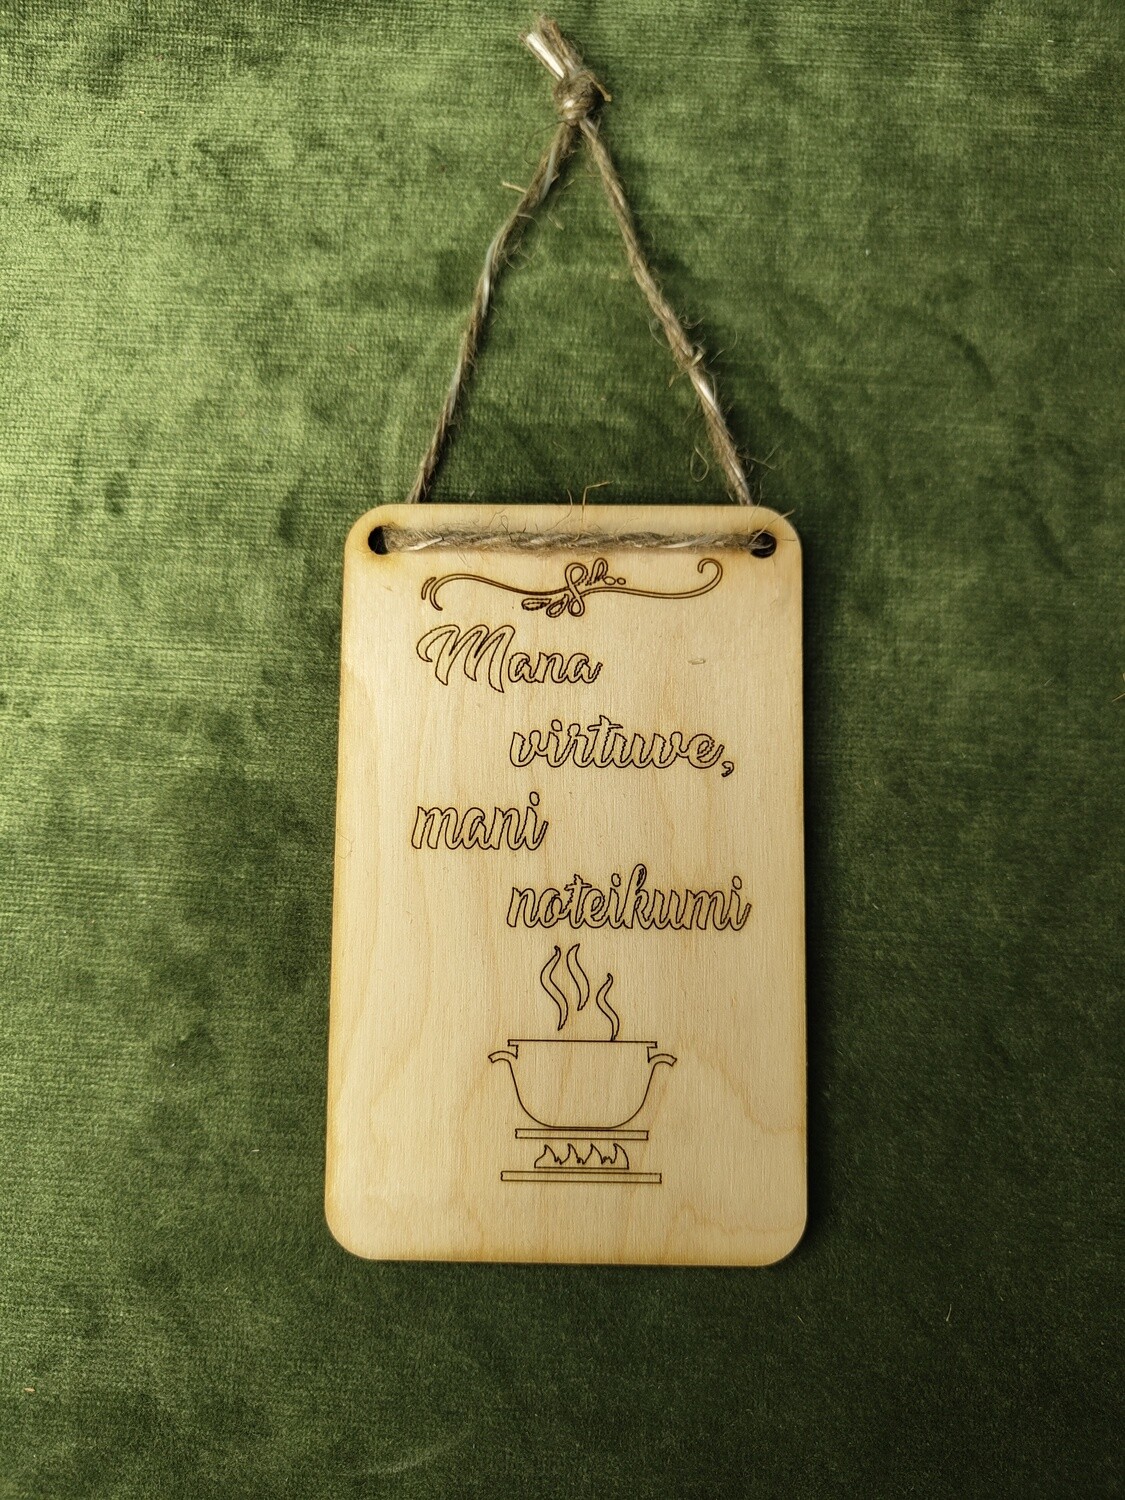 Mana
virtuve,
mani
noteikumi